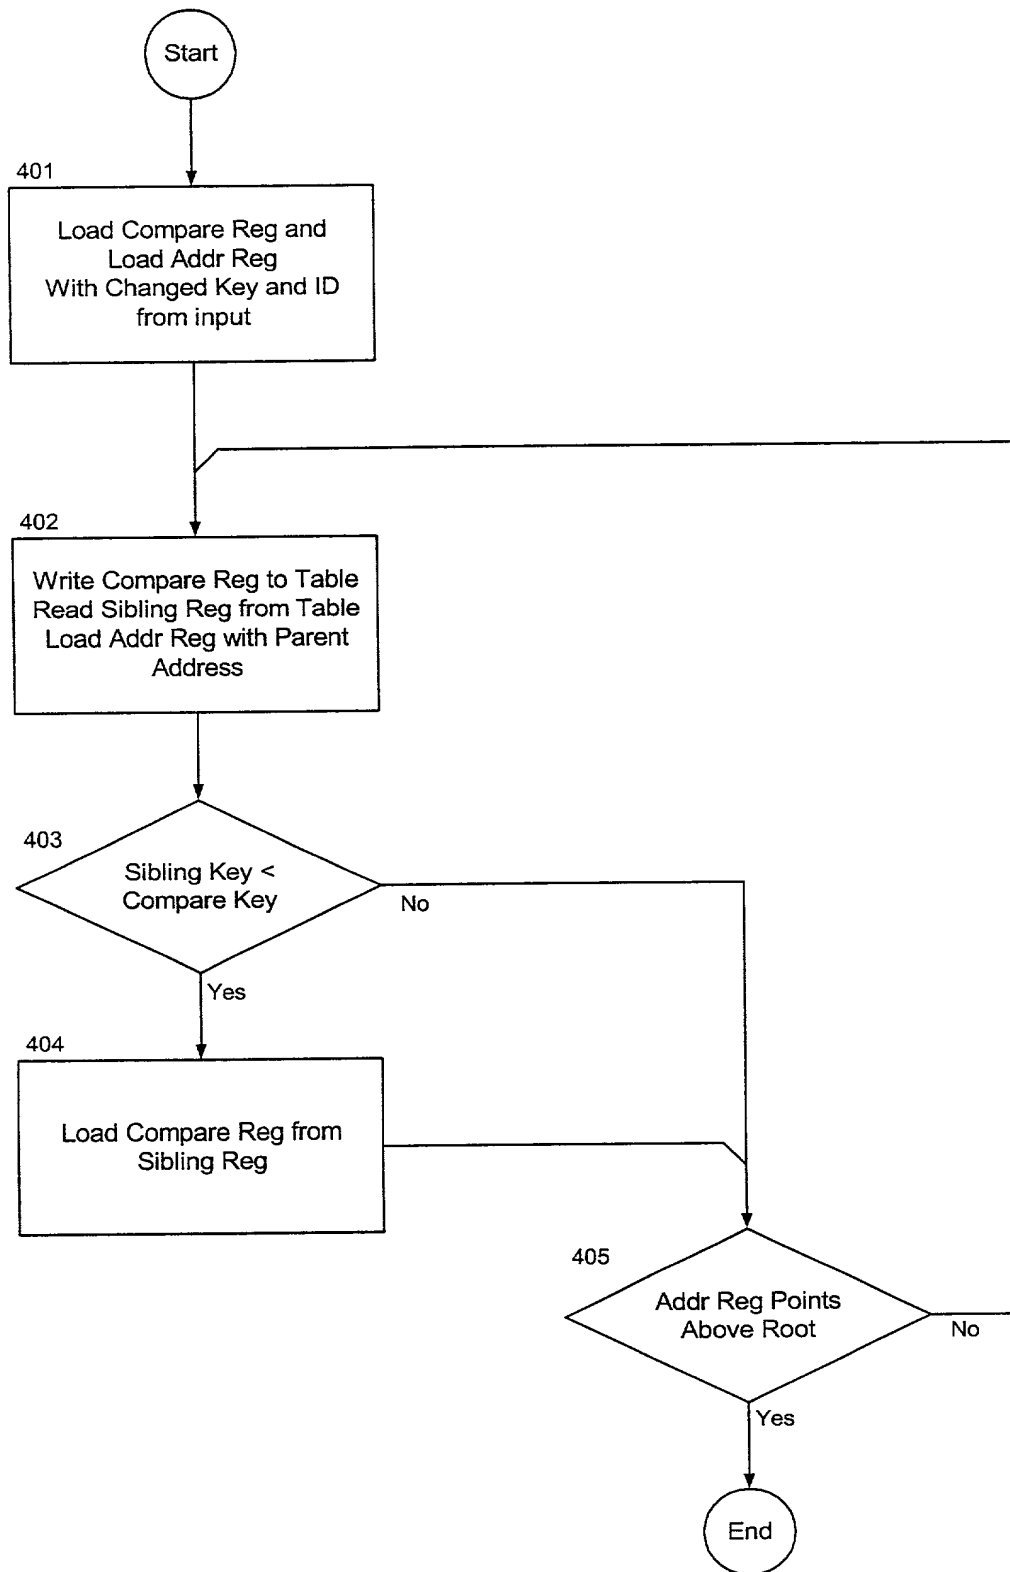 Start
401
Load Compare Reg and
Load Addr Reg
With Changed Key and ID
from input
402
Write Compare Reg to Table
Read Sibling Reg from Table
Load Addr Reg with Parent
Address
403
Sibling Key <
Compare Key
No
Yes
404
Load Compare Reg from
Sibling Reg
405
Addr Reg Points
Above Root
No
Yes
End